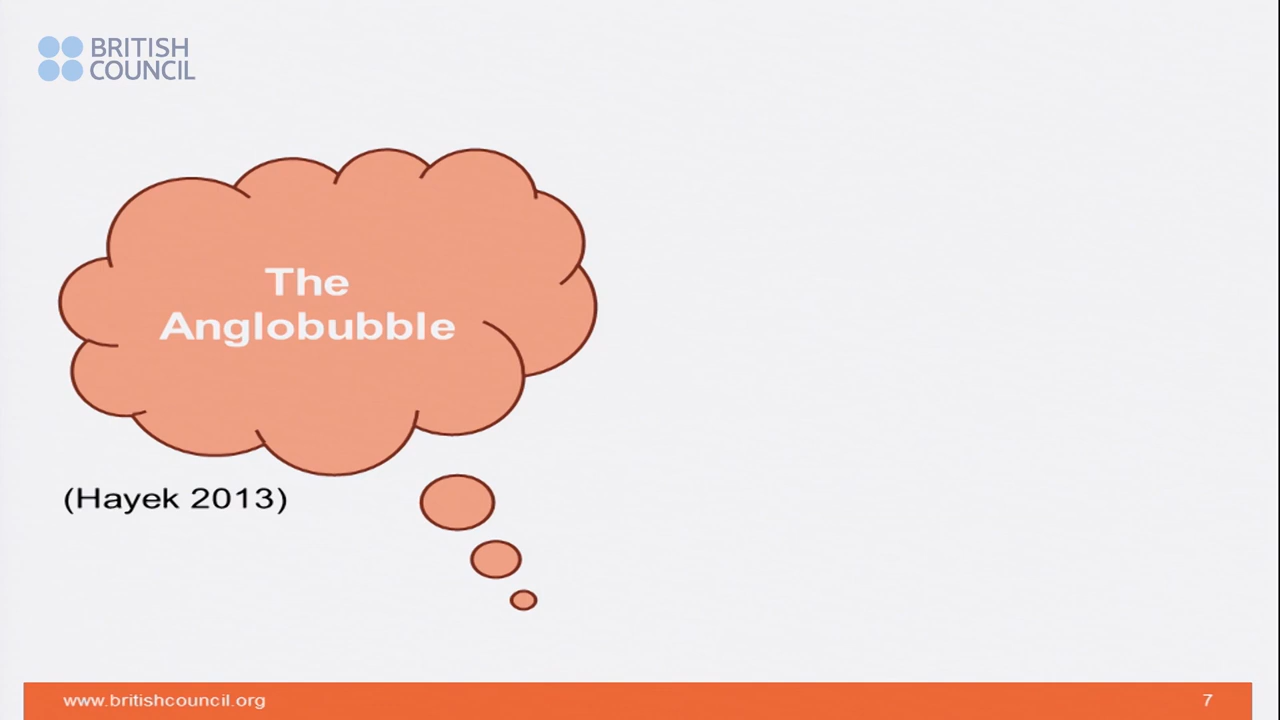 BRITISH
COUNCIL
The
Anglobubble
(Hayek 2013)
www.britishcouncil.org
7